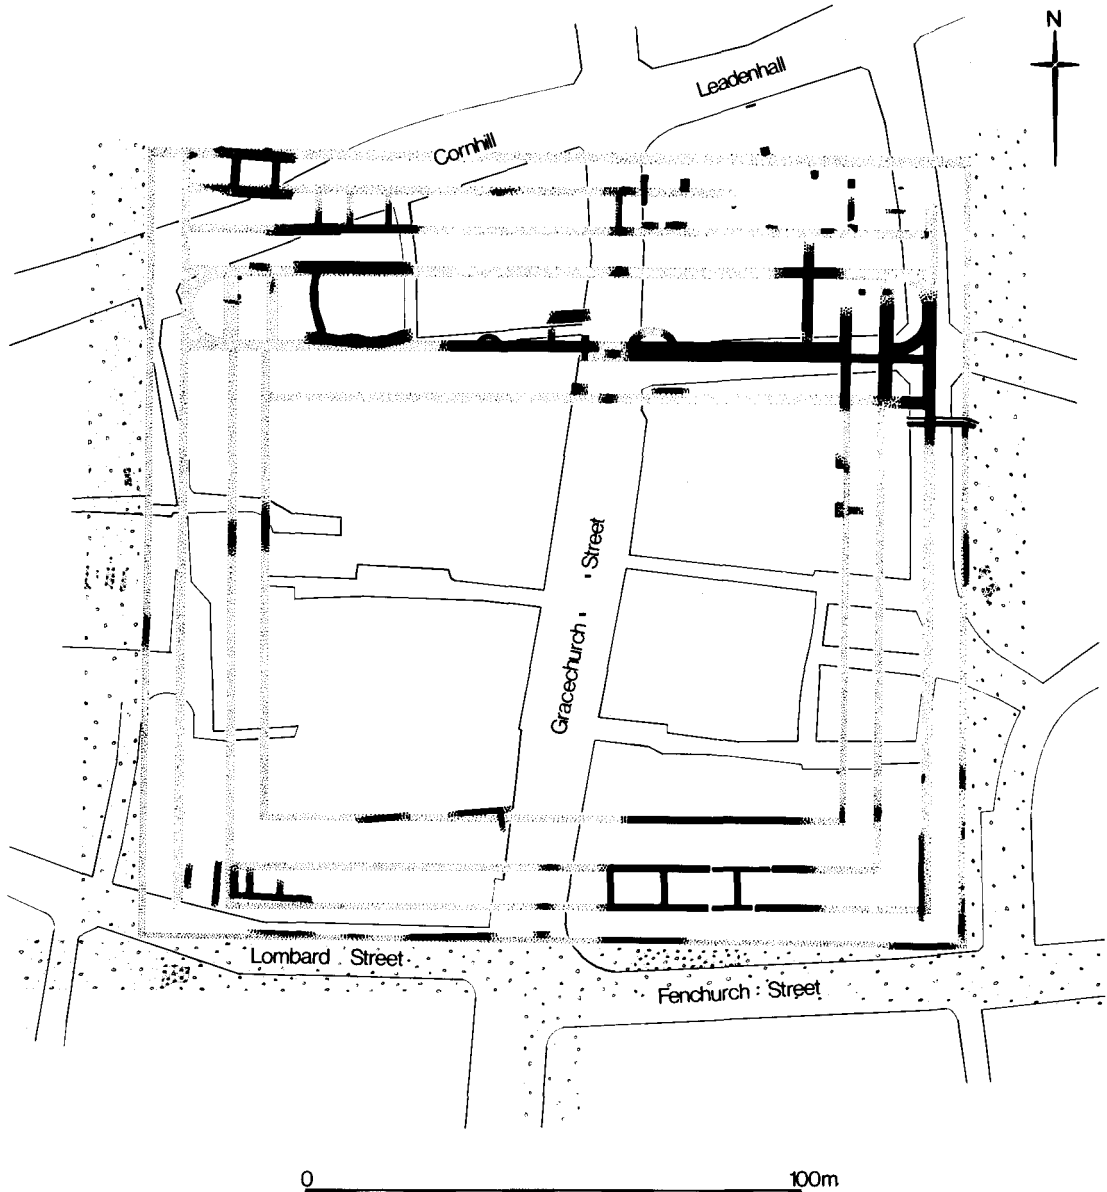 N
Leadenhall
Cornhill
Gracechurch Street
Lombard Street
Fenchurch Street
0 100m